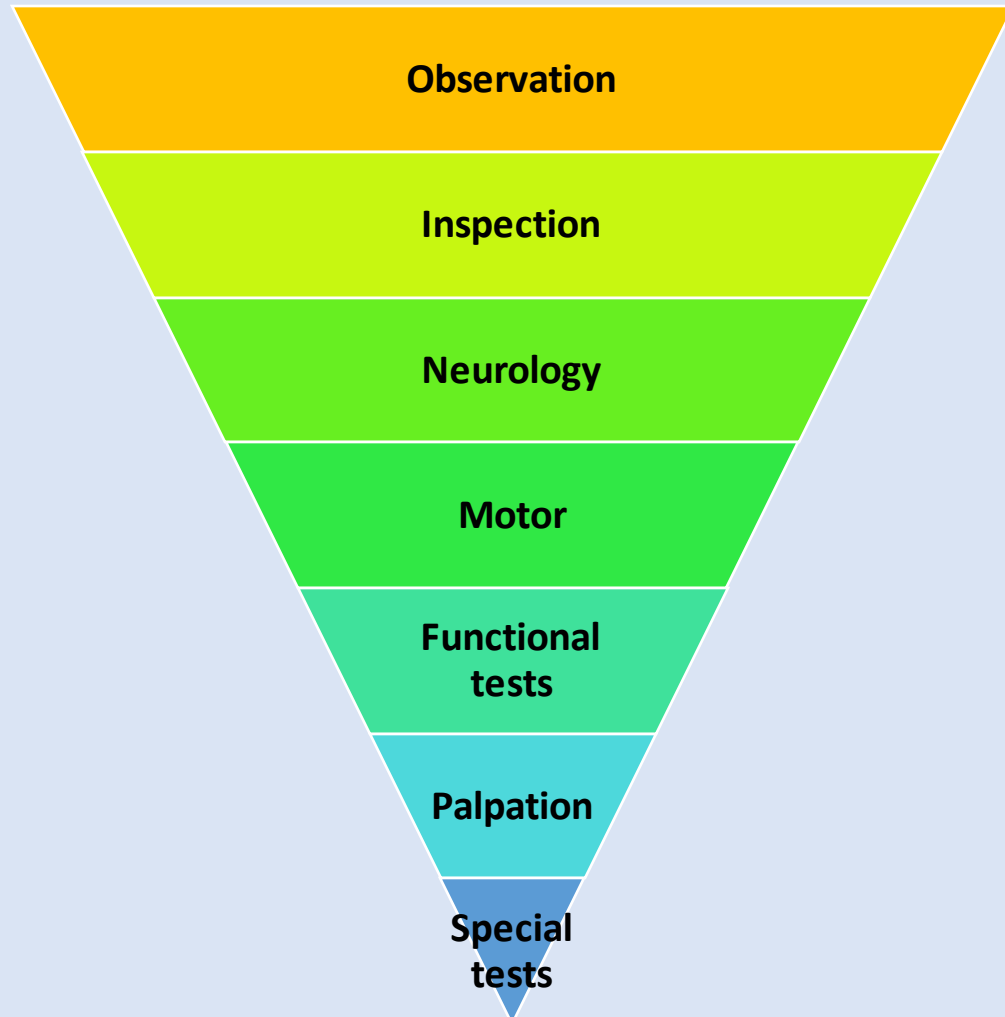 Observation
Inspection
Neurology
Motor
Functional
tests
Palpation
Special
tests